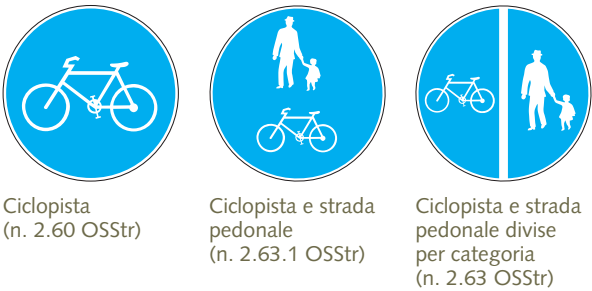 Ciclopista
(n. 2.60 OSStr)
Ciclopista e strada
pedonale
(n. 2.63.1 OSStr)
Ciclopista e strada
pedonale divise
per categoria
(n. 2.63 OSStr)